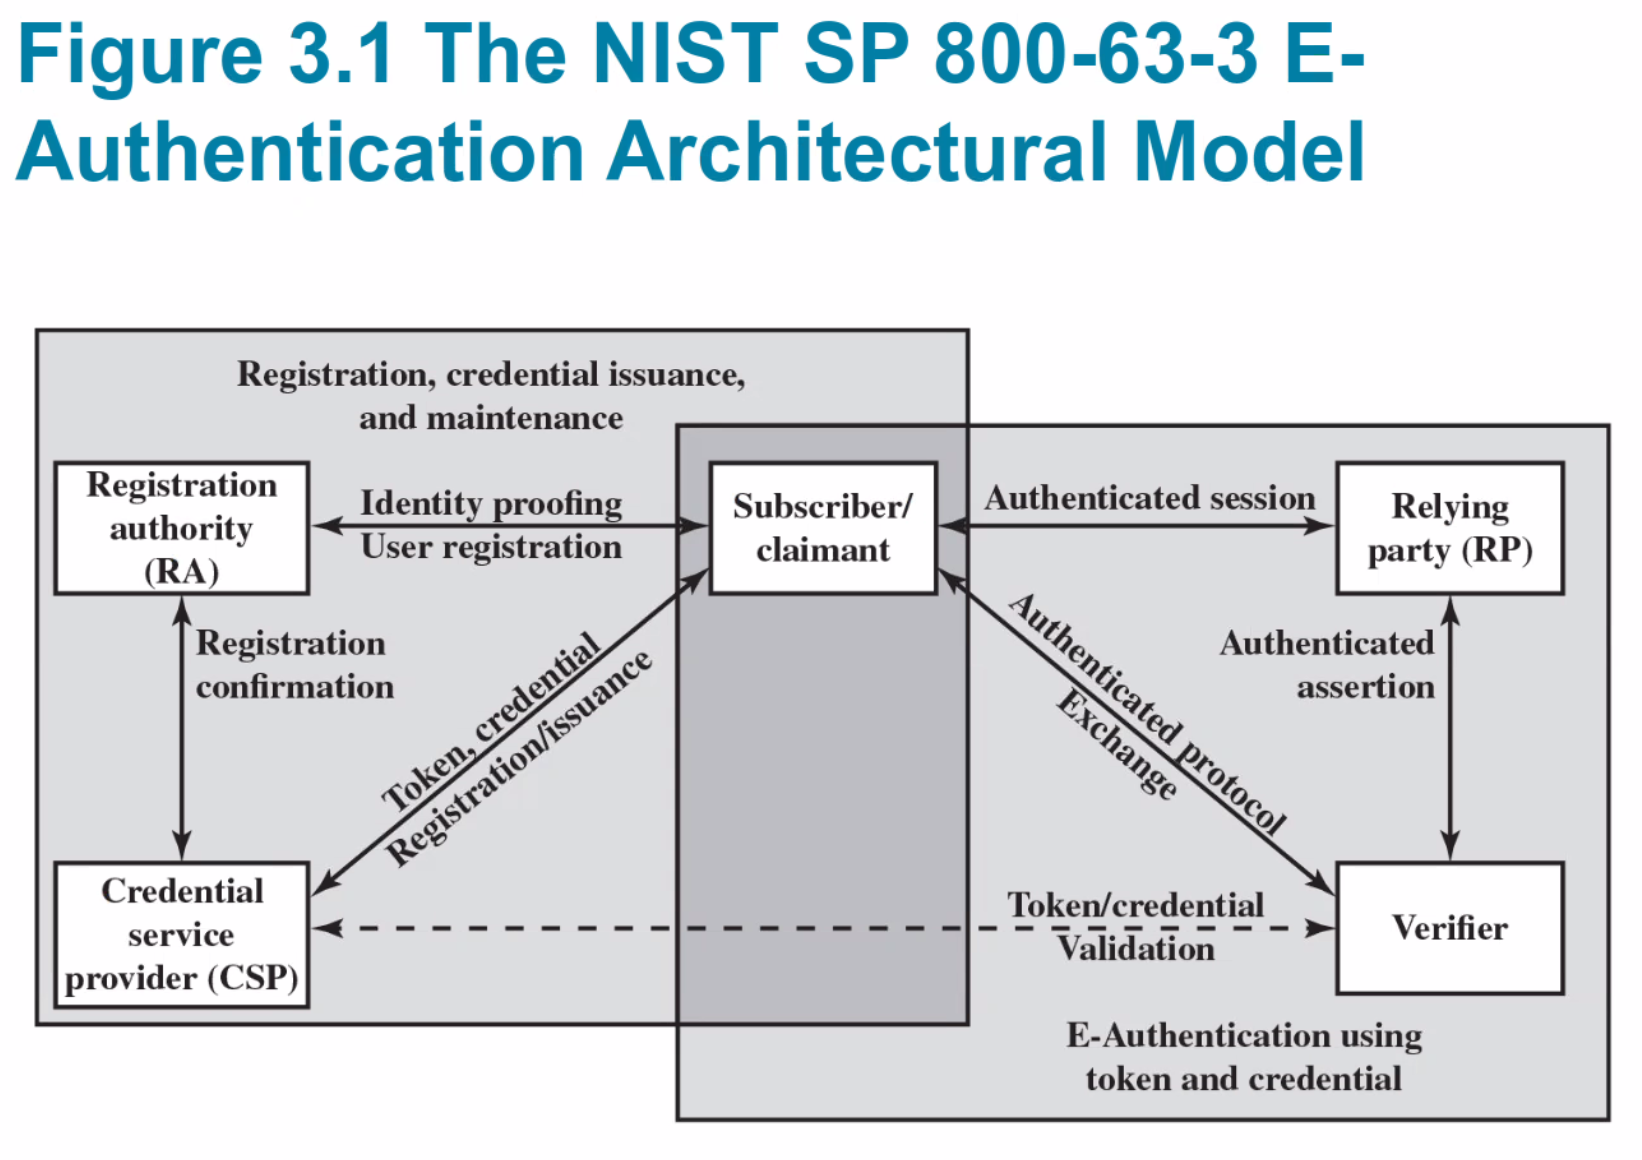 Figure 3.1 The NIST SP 800-63-3 E-
Authentication Architectural Model
Registration, credential issuance,
and maintenance
Registration
authority
(RA)
Identity proofing
User registration
Subscriber/
claimant
Authenticated session
Relying
party (RP)
Registration
confirmation
Token, credential
Registration/issuance
Authenticated protocol
Exchange
Authenticated
assertion
Credential
service
provider (CSP)
Token/credential
Validation
Verifier
E-Authentication using
token and credential